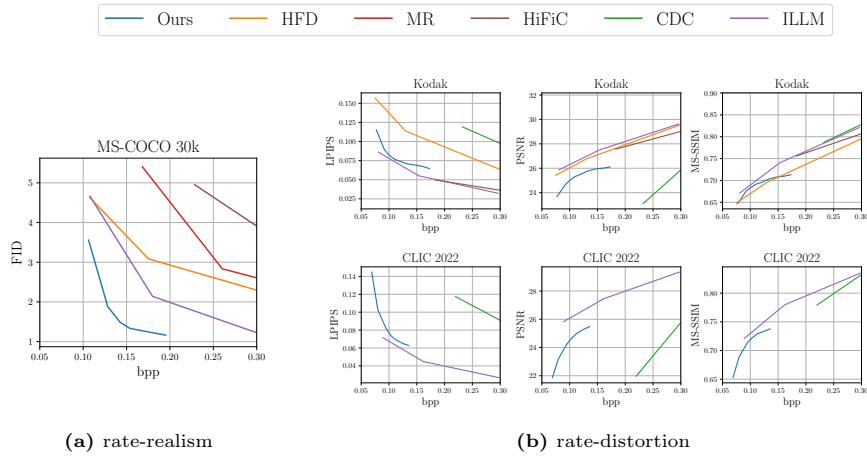 Ours HFD MR HiFiC CDC ILLM
MS-COCO 30k
FID
5
4
3
2
1
0.05 0.10 0.15 0.20 0.25 0.30
bpp
(a) rate-realism
Kodak
LPIPS
0.150
0.125
0.100
0.075
0.050
0.025
0.05 0.10 0.15 0.20 0.25 0.30
bpp
Kodak
PSNR
32
30
28
26
24
0.05 0.10 0.15 0.20 0.25 0.30
bpp
Kodak
MS-SSIM
0.90
0.85
0.80
0.75
0.70
0.65
0.05 0.10 0.15 0.20 0.25 0.30
bpp
CLIC 2022
LPIPS
0.14
0.12
0.10
0.08
0.06
0.04
0.05 0.10 0.15 0.20 0.25 0.30
bpp
CLIC 2022
PSNR
28
26
24
22
0.05 0.10 0.15 0.20 0.25 0.30
bpp
CLIC 2022
MS-SSIM
0.80
0.75
0.70
0.65
0.05 0.10 0.15 0.20 0.25 0.30
bpp
(b) rate-distortion